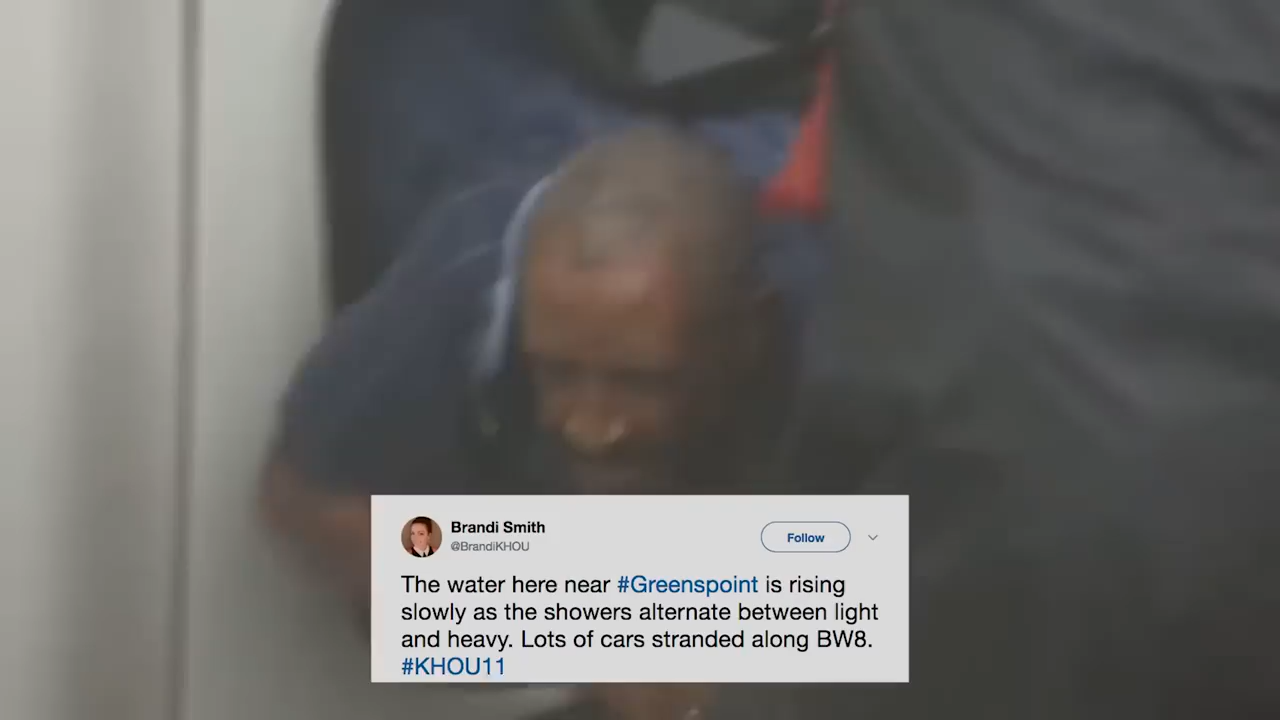 Brandi Smith
@BrandiKHOU
Follow
The water here near #Greenspoint is rising
slowly as the showers alternate between light
and heavy. Lots of cars stranded along BW8.
#KHOU11